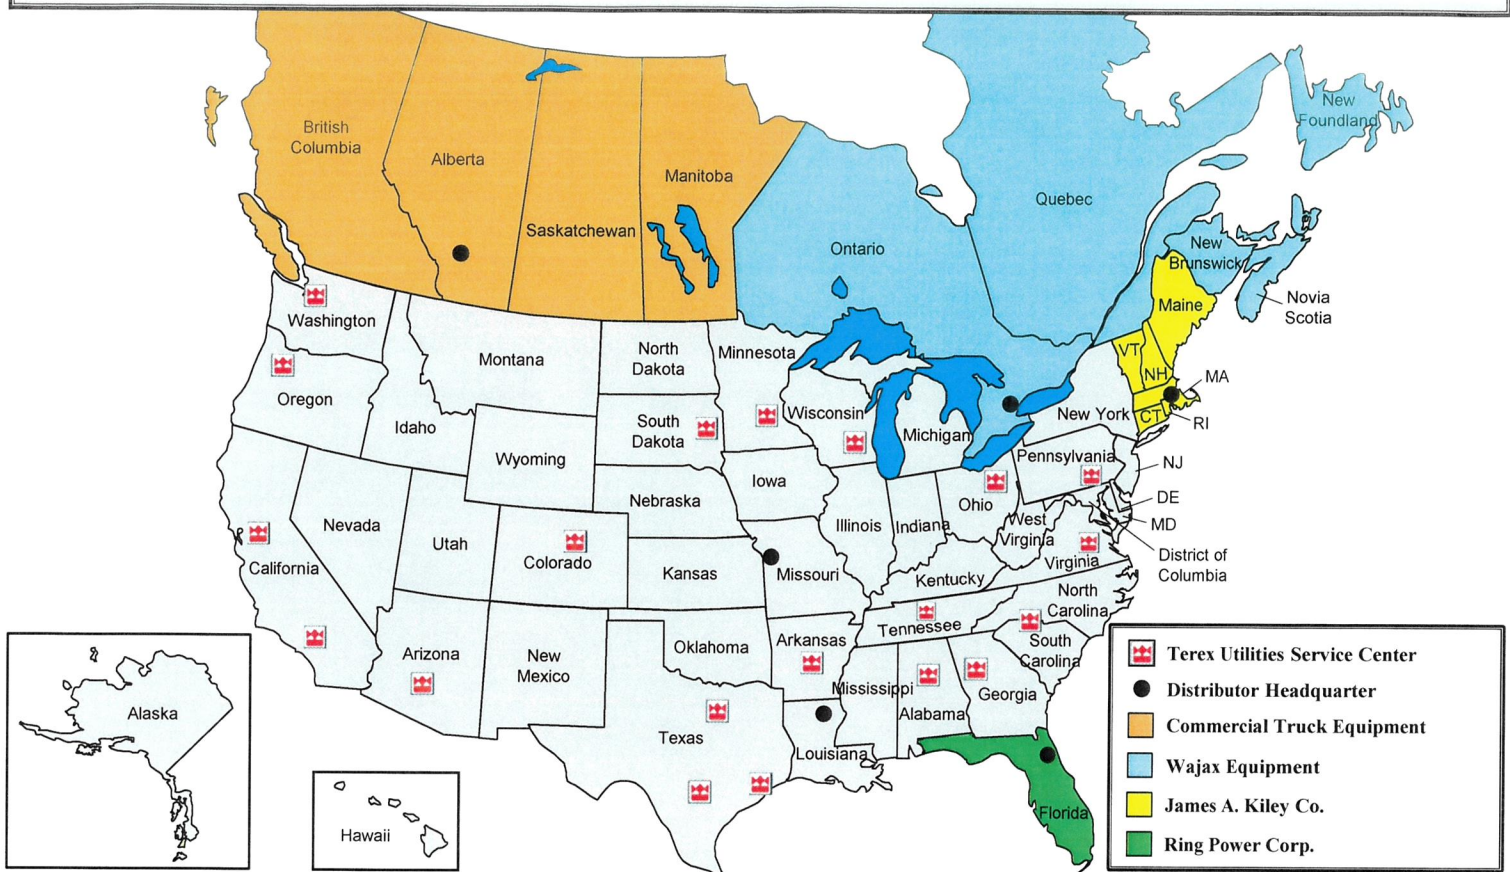 New
Foundland
British
Columbia
Alberta
Manitoba
Saskatchewan
Ontario
Quebec
New
Brunswick
Novia
Scotia
Maine
VT
NH
MA
CT
RI
Washington
Oregon
Montana
Idaho
North
Dakota
South
Dakota
Minnesota
Wisconsin
Michigan
New York
Pennsylvania
NJ
DE
MD
District of
Columbia
Wyoming
Nebraska
Iowa
Illinois
Indiana
Ohio
West
Virginia
Virginia
Nevada
Utah
Colorado
Kansas
Missouri
Kentucky
California
North
Carolina
Tennessee
South
Carolina
Arizona
New
Mexico
Oklahoma
Arkansas
Mississippi
Alabama
Georgia
Texas
Louisiana
Florida
Alaska
Hawaii
Terex Utilities Service Center
Distributor Headquarter
Commercial Truck Equipment
Wajax Equipment
James A. Kiley Co.
Ring Power Corp.